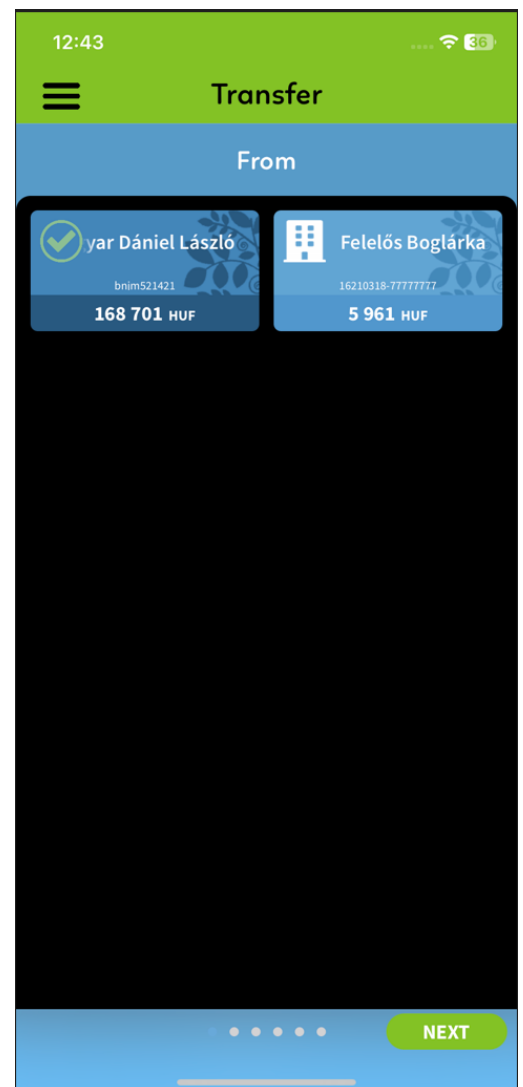 12:43
36
Transfer
From
yar Dániel László
bnim521421
168 701 HUF
Felelős Boglárka
16210318-77777777
5 961 HUF
NEXT